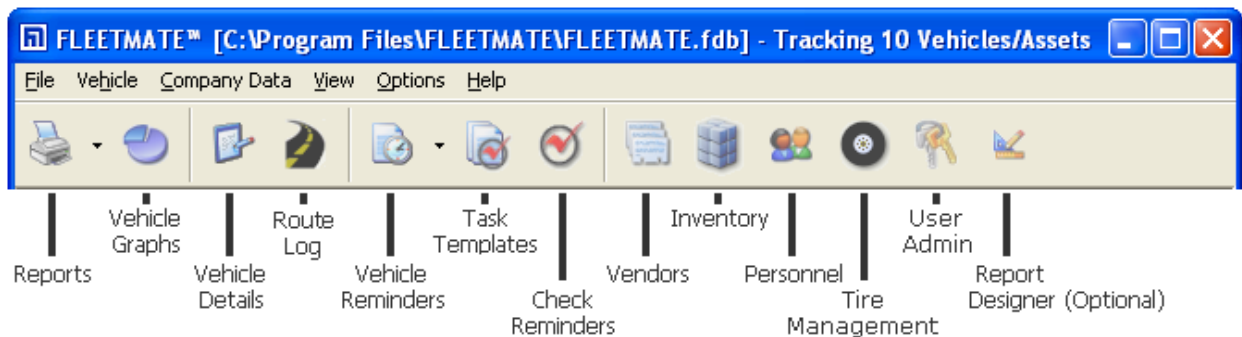 FLEETMATE™ [C:\Program Files\FLEETMATE\FLEETMATE.fdb] - Tracking 10 Vehicles/Assets
File Vehicle Company Data View Options Help
Reports
Vehicle
Graphs
Vehicle
Details
Route
Log
Vehicle
Reminders
Task
Templates
Check
Reminders
Vendors
Inventory
Personnel
Tire
Management
User
Admin
Report
Designer (Optional)